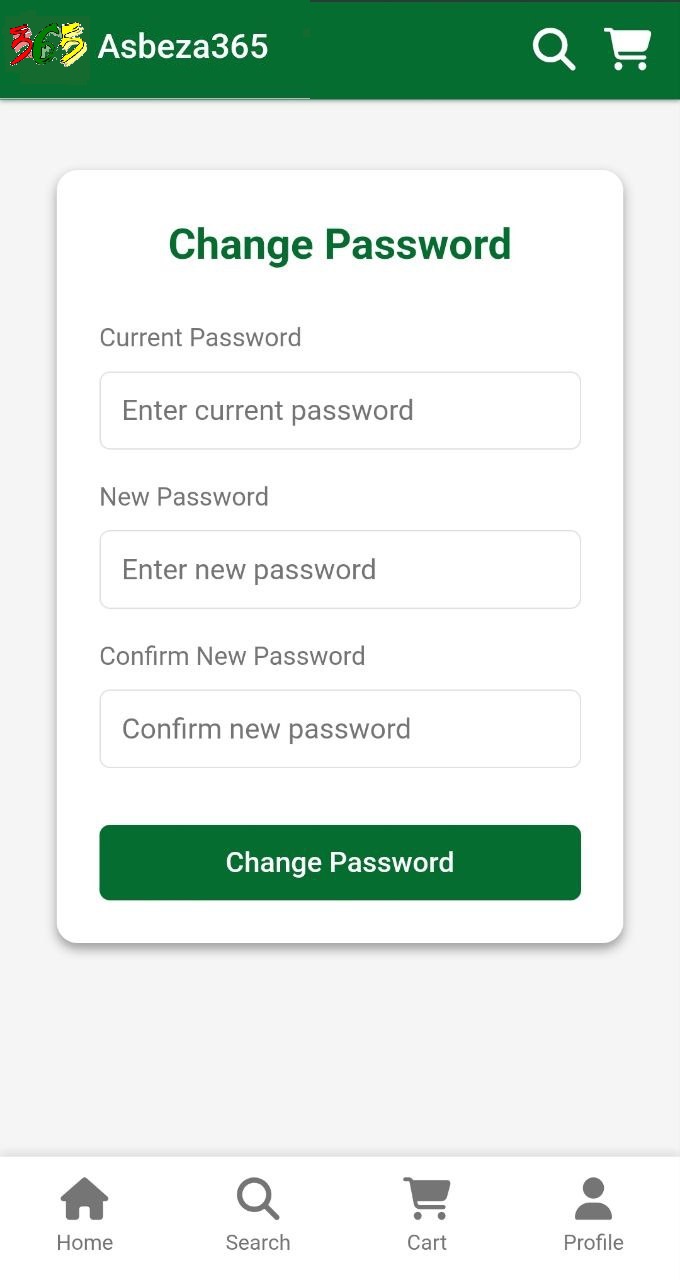 365 Asbeza365
Change Password
Current Password
Enter current password
New Password
Enter new password
Confirm New Password
Confirm new password
Change Password
Home Search Cart Profile